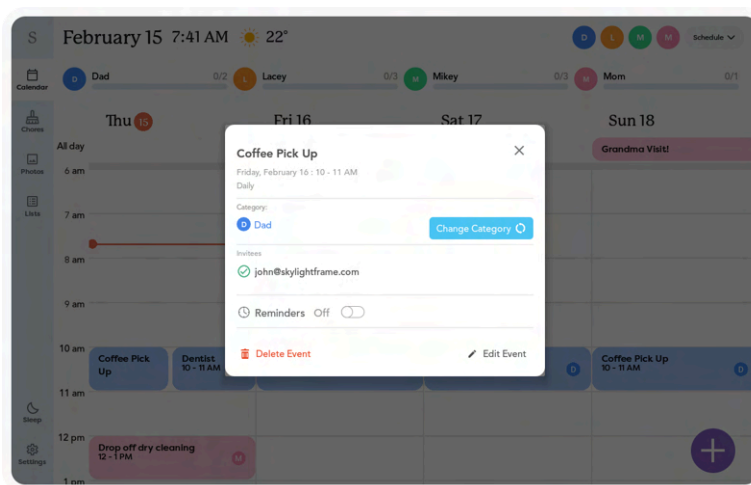 S
February 15 7:41 AM 22°
D L M M
Schedule
Calendar
D Dad 0/2
L Lacey 0/3
M Mikey 0/3
M Mom 0/1
Chores
Photos
Lists
Sleep
Settings
Thu 15
Fri 16
Sat 17
Sun 18
All day
Grandma Visit!
6 am
7 am
8 am
9 am
10 am
11 am
12 pm
1 pm
Coffee Pick
Up
Dentist
10 - 11 AM
D
Coffee Pick Up
10 - 11 AM
D
Drop off dry cleaning
12 - 1 PM
M
Coffee Pick Up
Friday, February 16 : 10 - 11 AM
Daily
Category:
D Dad
Change Category
Invitees
john@skylightframe.com
Reminders Off
Delete Event
Edit Event